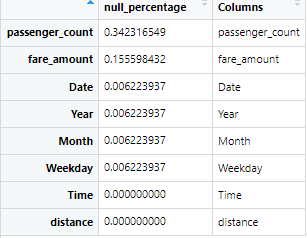 null_percentage Columns
passenger_count 0.342316549 passenger_count
fare_amount 0.155598432 fare_amount
Date 0.006223937 Date
Year 0.006223937 Year
Month 0.006223937 Month
Weekday 0.006223937 Weekday
Time 0.000000000 Time
distance 0.000000000 distance